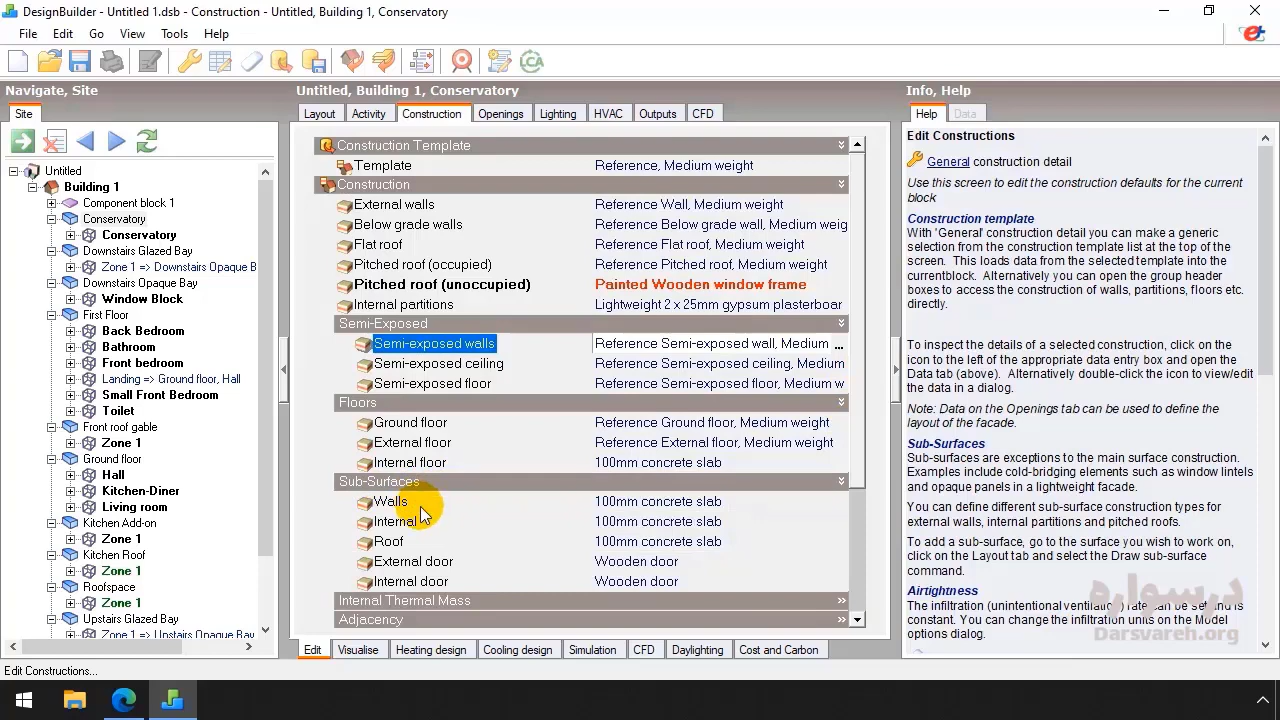 DesignBuilder - Untitled 1.dsb - Construction - Untitled, Building 1, Conservatory
File Edit Go View Tools Help
Navigate, Site
Site
Untitled
Building 1
Component block 1
Conservatory
Conservatory
Downstairs Glazed Bay
Zone 1 => Downstairs Opaque B
Downstairs Opaque Bay
Window Block
First Floor
Back Bedroom
Bathroom
Front bedroom
Landing => Ground floor, Hall
Small Front Bedroom
Toilet
Front roof gable
Zone 1
Ground floor
Hall
Kitchen-Diner
Living room
Kitchen Add-on
Zone 1
Kitchen Roof
Zone 1
Roofspace
Zone 1
Upstairs Glazed Bay
Zone 1 => Upstairs Opaque Bay
Untitled, Building 1, Conservatory
Layout Activity Construction Openings Lighting HVAC Outputs CFD
Construction Template
Template Reference, Medium weight
Construction
External walls Reference Wall, Medium weight
Below grade walls Reference Below grade wall, Medium weig
Flat roof Reference Flat roof, Medium weight
Pitched roof (occupied) Reference Pitched roof, Medium weight
Pitched roof (unoccupied) Painted Wooden window frame
Internal partitions Lightweight 2 x 25mm gypsum plasterboar
Semi-Exposed
Semi-exposed walls Reference Semi-exposed wall, Medium ...
Semi-exposed ceiling Reference Semi-exposed ceiling, Medium
Semi-exposed floor Reference Semi-exposed floor, Medium w
Floors
Ground floor Reference Ground floor, Medium weight
External floor Reference External floor, Medium weight
Internal floor 100mm concrete slab
Sub-Surfaces
Walls 100mm concrete slab
Internal 100mm concrete slab
Roof 100mm concrete slab
External door Wooden door
Internal door Wooden door
Internal Thermal Mass
Adjacency
Edit Visualise Heating design Cooling design Simulation CFD Daylighting Cost and Carbon
Info, Help
Help Data
Edit Constructions
General construction detail
Use this screen to edit the construction defaults for the current
block
Construction template
With 'General' construction detail you can make a generic
selection from the construction template list at the top of the
screen. This loads data from the selected template into the
currentblock. Alternatively you can open the group header
boxes to access the construction of walls, partitions, floors etc.
directly.
To inspect the details of a selected construction, click on the
icon to the left of the appropriate data entry box and open the
Data tab (above). Alternatively double-click the icon to view/edit
the data in a dialog.
Note: Data on the Openings tab can be used to define the
layout of the facade.
Sub-Surfaces
Sub-surfaces are exceptions to the main surface construction.
Examples include cold-bridging elements such as window lintels
and opaque panels in a lightweight facade.
You can define different sub-surface construction types for
external walls, internal partitions and pitched roofs.
To add a sub-surface, go to the surface you wish to work on,
click on the Layout tab and select the Draw sub-surface
command.
Airtightness
The infiltration (unintentional ventilation) rate can be set and is
constant. You can change the infiltration units on the Model
options dialog.
درسواره
Darsvareh.org
Edit Constructions...